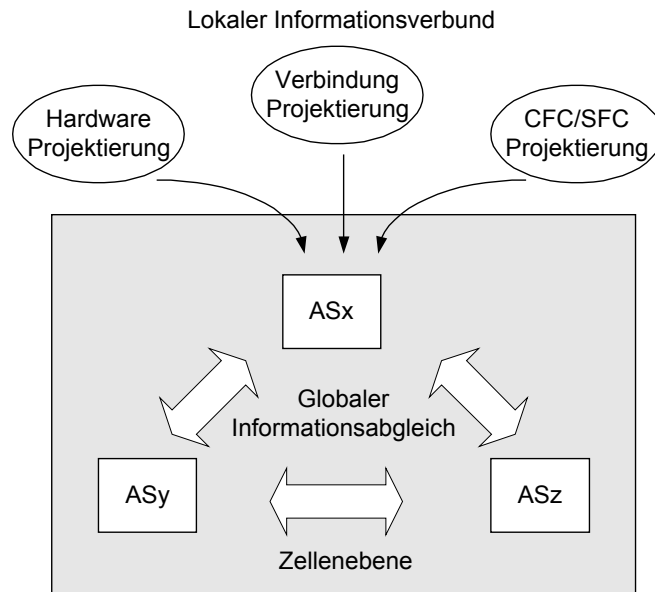 Lokaler Informationsverbund
Hardware
Projektierung
Verbindung
Projektierung
CFC/SFC
Projektierung
ASx
Globaler
Informationsabgleich
ASy
ASz
Zellenebene